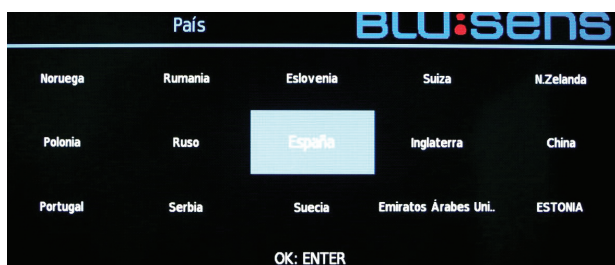 País BLU:sens
Noruega Rumania Eslovenia Suiza N.Zelanda
Polonia Ruso España Inglaterra China
Portugal Serbia Suecia Emiratos Árabes Uni.. ESTONIA
OK: ENTER